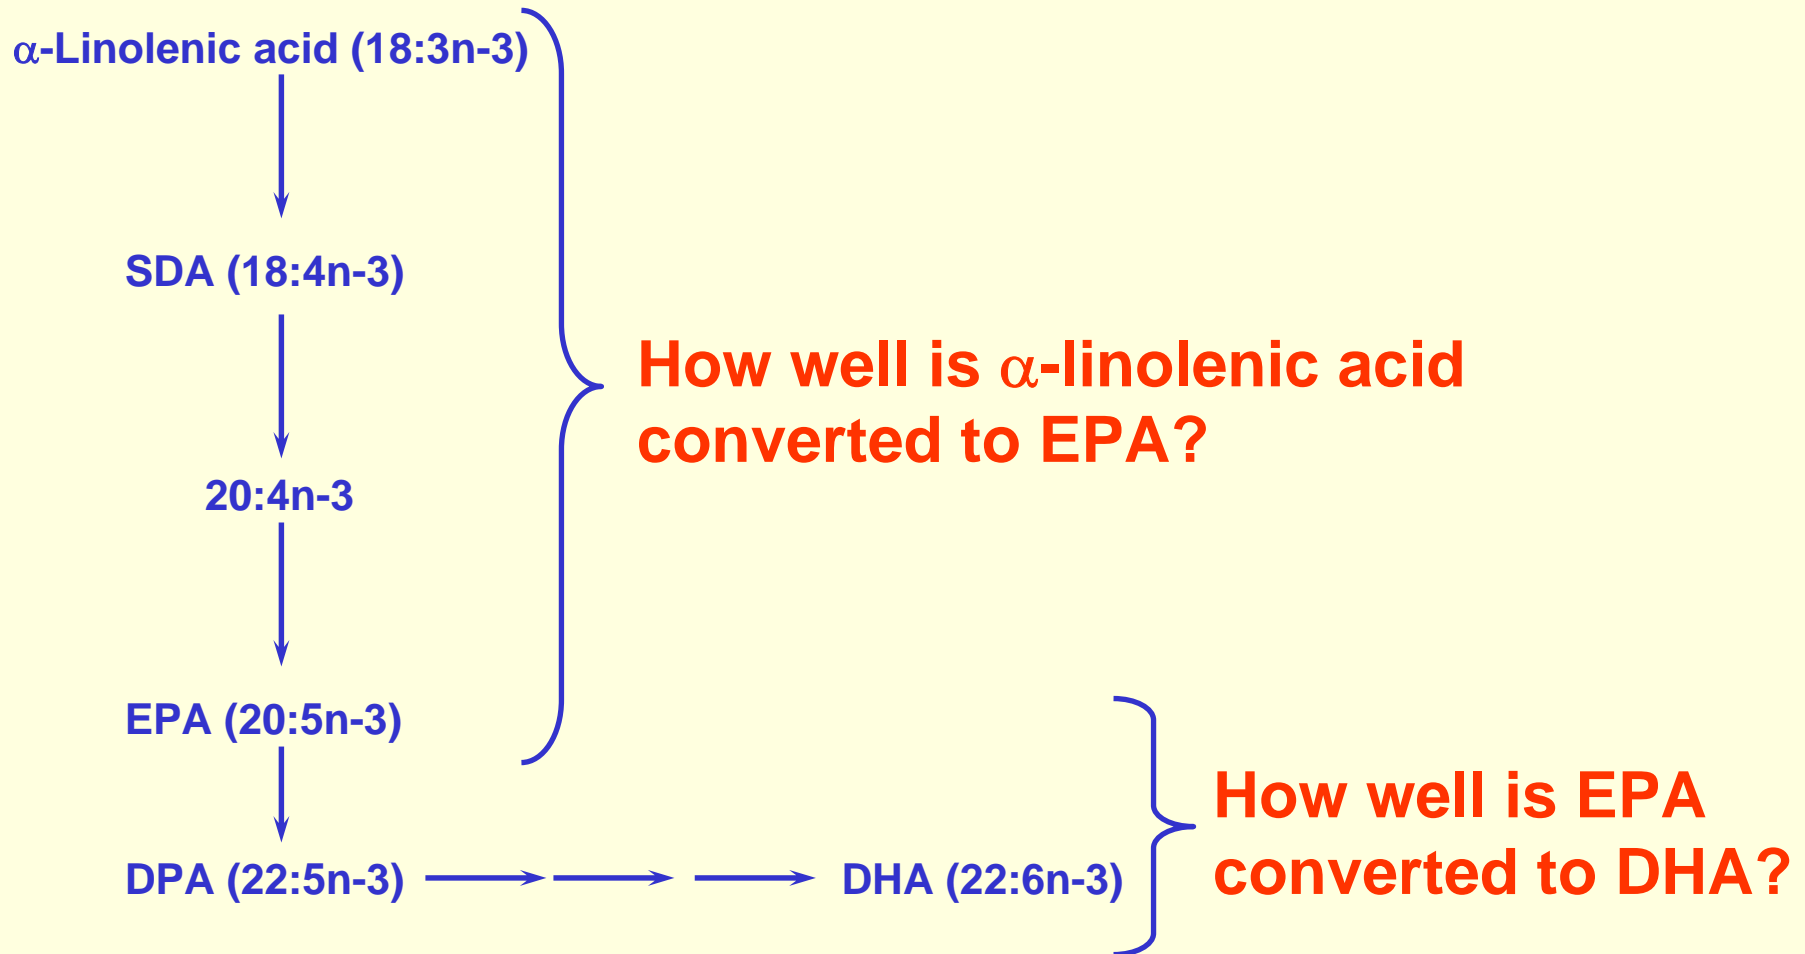 α-Linolenic acid (18:3n-3)
SDA (18:4n-3)
How well is α-linolenic acid
converted to EPA?
20:4n-3
EPA (20:5n-3)
How well is EPA
converted to DHA?
DPA (22:5n-3)
DHA (22:6n-3)